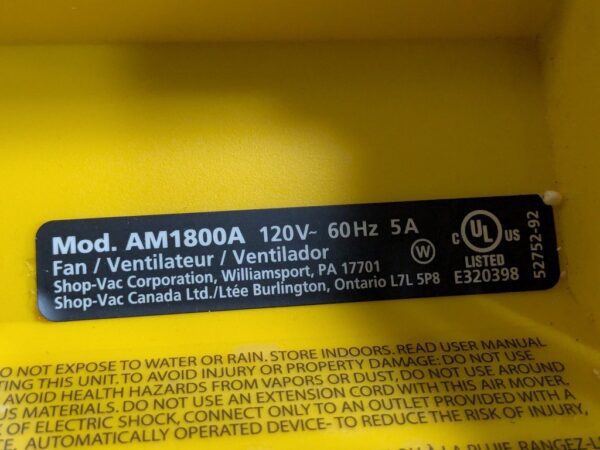 Mod. AM1800A 120V~ 60Hz 5A
Fan / Ventilateur / Ventilador
Shop-Vac Corporation, Williamsport, PA 17701
Shop-Vac Canada Ltd./Ltée Burlington, Ontario L7L 5P8
W
C UL US
LISTED
E320398
52752-92
NOT EXPOSE TO WATER OR RAIN. STORE INDOORS. READ USER MANUAL
THIS UNIT. TO AVOID INJURY OR PROPERTY DAMAGE: DO NOT USE
AVOID HEALTH HAZARDS FROM VAPORS OR DUST, DO NOT USE AROUND
MATERIALS. DO NOT USE AN EXTENSION CORD WITH THIS AIR MOVER.
OF ELECTRIC SHOCK, CONNECT ONLY TO AN OUTLET PROVIDED WITH A
AUTOMATICALLY OPERATED DEVICE- TO REDUCE THE RISK OF INJURY,
À LA PLUIE.